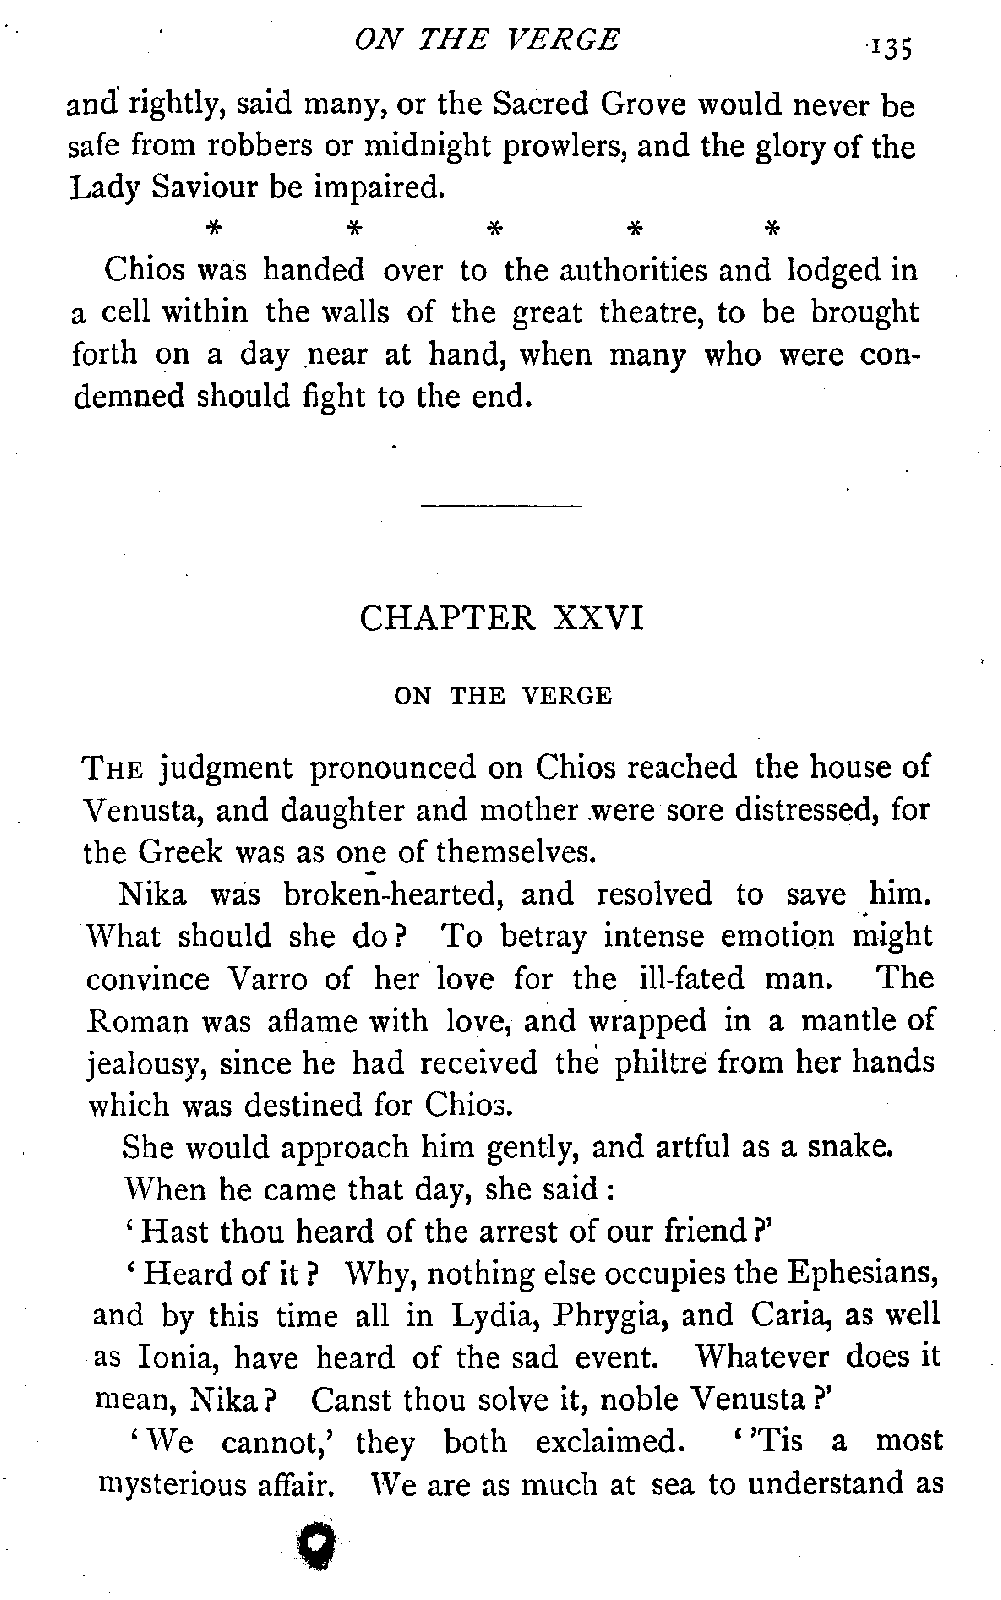 ON THE VERGE 135
and rightly, said many, or the Sacred Grove would never be
safe from robbers or midnight prowlers, and the glory of the
Lady Saviour be impaired.
* * * * *
Chios was handed over to the authorities and lodged in
a cell within the walls of the great theatre, to be brought
forth on a day near at hand, when many who were con-
demned should fight to the end.
CHAPTER XXVI
ON THE VERGE
THE judgment pronounced on Chios reached the house of
Venusta, and daughter and mother were sore distressed, for
the Greek was as one of themselves.
Nika was broken-hearted, and resolved to save him.
What should she do? To betray intense emotion might
convince Varro of her love for the ill-fated man. The
Roman was aflame with love, and wrapped in a mantle of
jealousy, since he had received the philtre from her hands
which was destined for Chios.
She would approach him gently, and artful as a snake.
When he came that day, she said:
‘Hast thou heard of the arrest of our friend?’
‘Heard of it? Why, nothing else occupies the Ephesians,
and by this time all in Lydia, Phrygia, and Caria, as well
as Ionia, have heard of the sad event. Whatever does it
mean, Nika? Canst thou solve it, noble Venusta?’
‘We cannot,’ they both exclaimed. ‘’Tis a most
mysterious affair. We are as much at sea to understand as